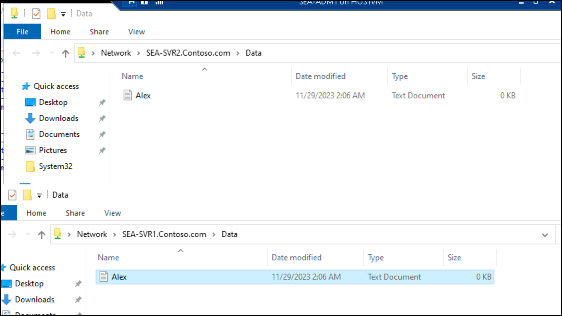 SEA-ADM1 on HOSTVM
Data
File Home Share View
Network > SEA-SVR2.Contoso.com > Data
Name Date modified Type Size
Quick access
Alex 11/29/2023 2:06 AM Text Document 0 KB
Desktop
Downloads
Documents
Pictures
System32
Data
Home Share View
Network > SEA-SVR1.Contoso.com > Data
Name Date modified Type Size
Quick access
Alex 11/29/2023 2:06 AM Text Document 0 KB
Desktop
Downloads
Documents